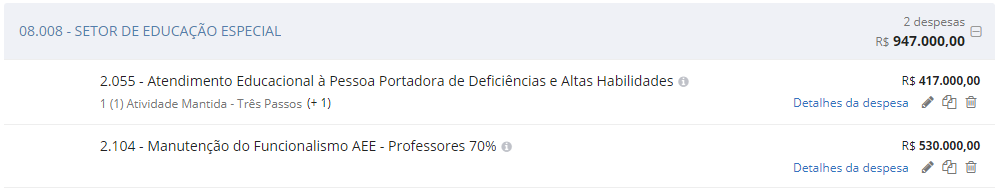 08.008 - SETOR DE EDUCAÇÃO ESPECIAL
2 despesas
R$ 947.000,00
2.055 - Atendimento Educacional à Pessoa Portadora de Deficiências e Altas Habilidades
R$ 417.000,00
1 (1) Atividade Mantida - Três Passos (+ 1)
Detalhes da despesa
2.104 - Manutenção do Funcionalismo AEE - Professores 70%
R$ 530.000,00
Detalhes da despesa